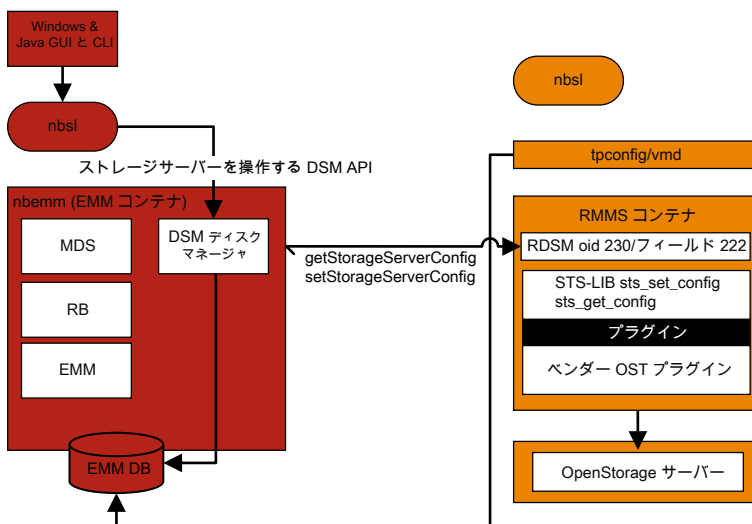 Windows &
Java GUI と CLI
nbsl
nbsl
ストレージサーバーを操作する DSM API
tpconfig/vmd
nbemm (EMM コンテナ)
MDS
DSM ディスク
マネージャ
RB
EMM
EMM DB
getStorageServerConfig
setStorageServerConfig
RMMS コンテナ
RDSM oid 230/フィールド 222
STS-LIB sts_set_config
sts_get_config
プラグイン
ベンダー OST プラグイン
OpenStorage サーバー